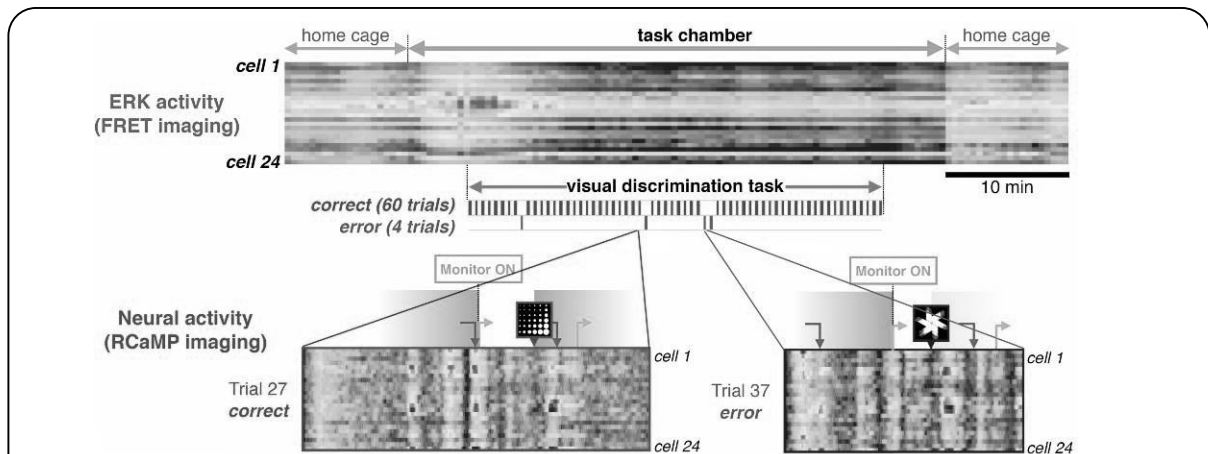 home cage task chamber home cage
cell 1
ERK activity
(FRET imaging)
cell 24
10 min
visual discrimination task
correct (60 trials)
error (4 trials)
Monitor ON Monitor ON
Neural activity
(RCaMP imaging)
cell 1 cell 1
Trial 27 Trial 37
correct error
cell 24 cell 24